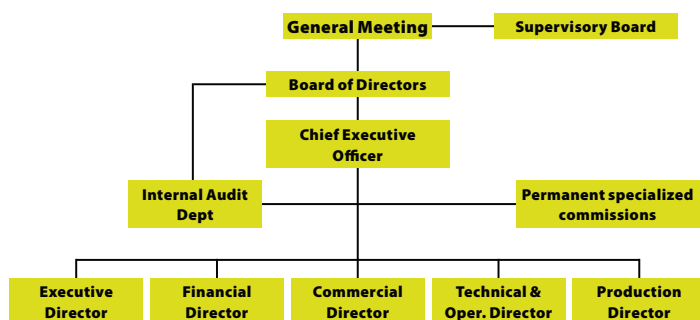 General Meeting
Supervisory Board
Board of Directors
Chief Executive
Officer
Internal Audit
Dept
Permanent specialized
commissions
Executive
Director
Financial
Director
Commercial
Director
Technical &
Oper. Director
Production
Director